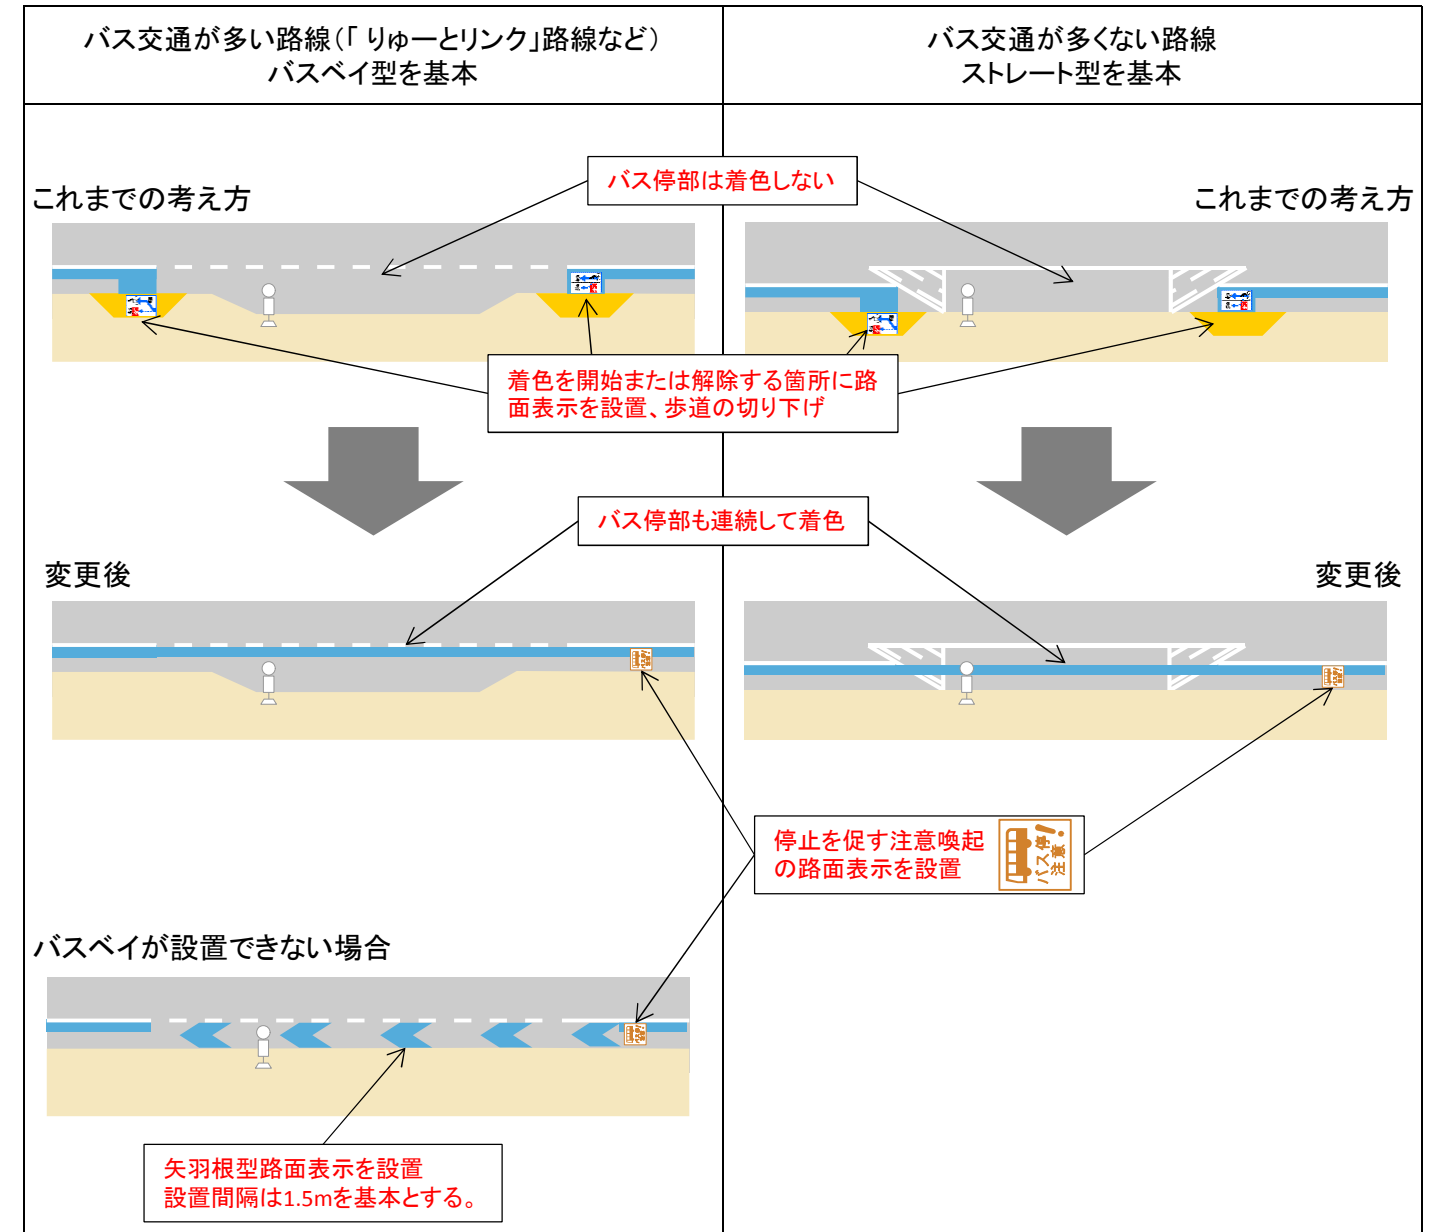 バス交通が多い路線(「りゅーとリンク」路線など)
バスベイ型を基本
バス交通が多くない路線
ストレート型を基本
バス停部は着色しない
これまでの考え方
これまでの考え方
着色を開始または解除する箇所に路
面表示を設置、歩道の切り下げ
バス停部も連続して着色
変更後
変更後
停止を促す注意喚起
の路面表示を設置
バス停!
注意
バスベイが設置できない場合
矢羽根型路面表示を設置
設置間隔は1.5mを基本とする。